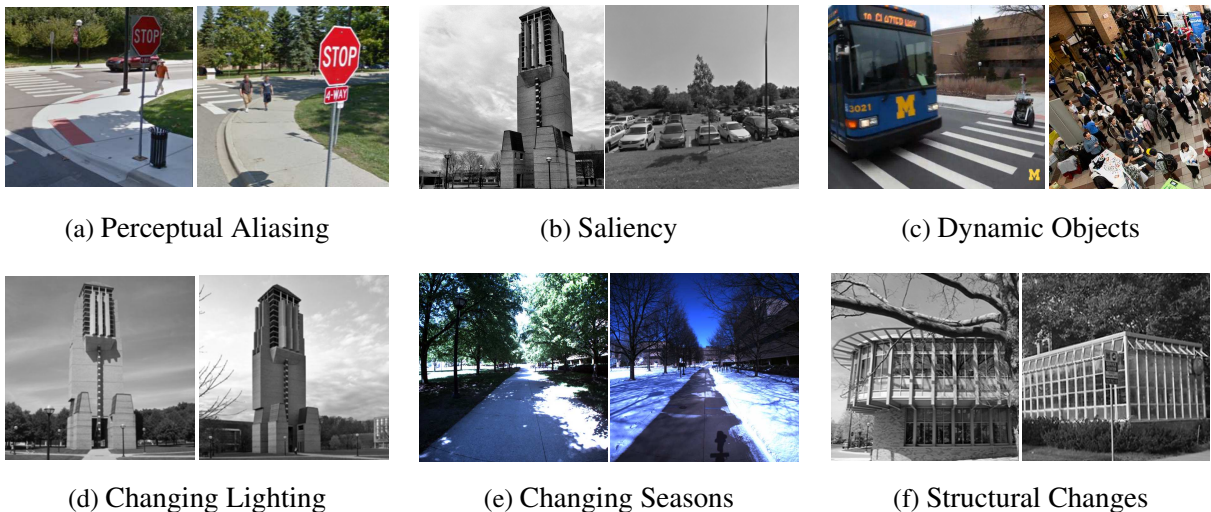 STOP
STOP
4-WAY
3021
M
M
(a) Perceptual Aliasing
(b) Saliency
(c) Dynamic Objects
(d) Changing Lighting
(e) Changing Seasons
(f) Structural Changes